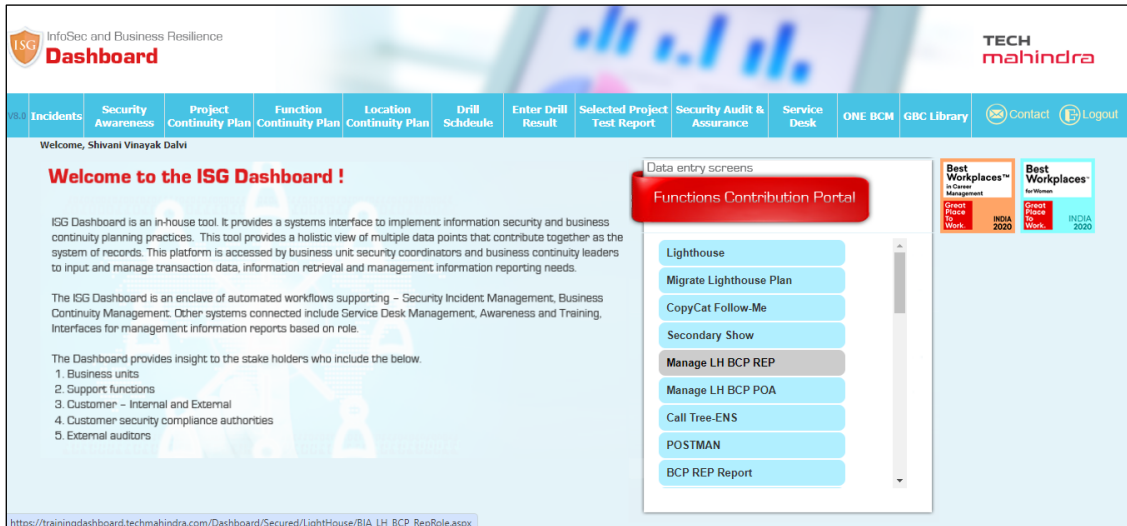 ISG
InfoSec and Business Resilience
Dashboard
TECH
mahindra
V8.0
Incidents
Security
Awareness
Project
Continuity Plan
Function
Continuity Plan
Location
Continuity Plan
Drill
Schdeule
Enter Drill
Result
Selected Project
Test Report
Security Audit &
Assurance
Service
Desk
ONE BCM
GBC Library
Contact
Logout
Welcome, Shivani Vinayak Dalvi
Welcome to the ISG Dashboard !
ISG Dashboard is an in-house tool. It provides a systems interface to implement information security and business
continuity planning practices. This tool provides a holistic view of multiple data points that contribute together as the
system of records. This platform is accessed by business unit security coordinators and business continuity leaders
to input and manage transaction data, information retrieval and management information reporting needs.
The ISG Dashboard is an enclave of automated workflows supporting – Security Incident Management, Business
Continuity Management. Other systems connected include Service Desk Management, Awareness and Training,
Interfaces for management information reports based on role.
The Dashboard provides insight to the stake holders who include the below.
1. Business units
2. Support functions
3. Customer – Internal and External
4. Customer security compliance authorities
5. External auditors
Data entry screens
Functions Contribution Portal
Lighthouse
Migrate Lighthouse Plan
CopyCat Follow-Me
Secondary Show
Manage LH BCP REP
Manage LH BCP POA
Call Tree-ENS
POSTMAN
BCP REP Report
Best
Workplaces™
in Career
Management
Great
Place
To
Work.
INDIA
2020
Best
Workplaces™
for Women
Great
Place
To
Work.
INDIA
2020
https://trainingdashboard.techmahindra.com/Dashboard/Secured/LightHouse/BIA_LH_BCP_RepRole.aspx